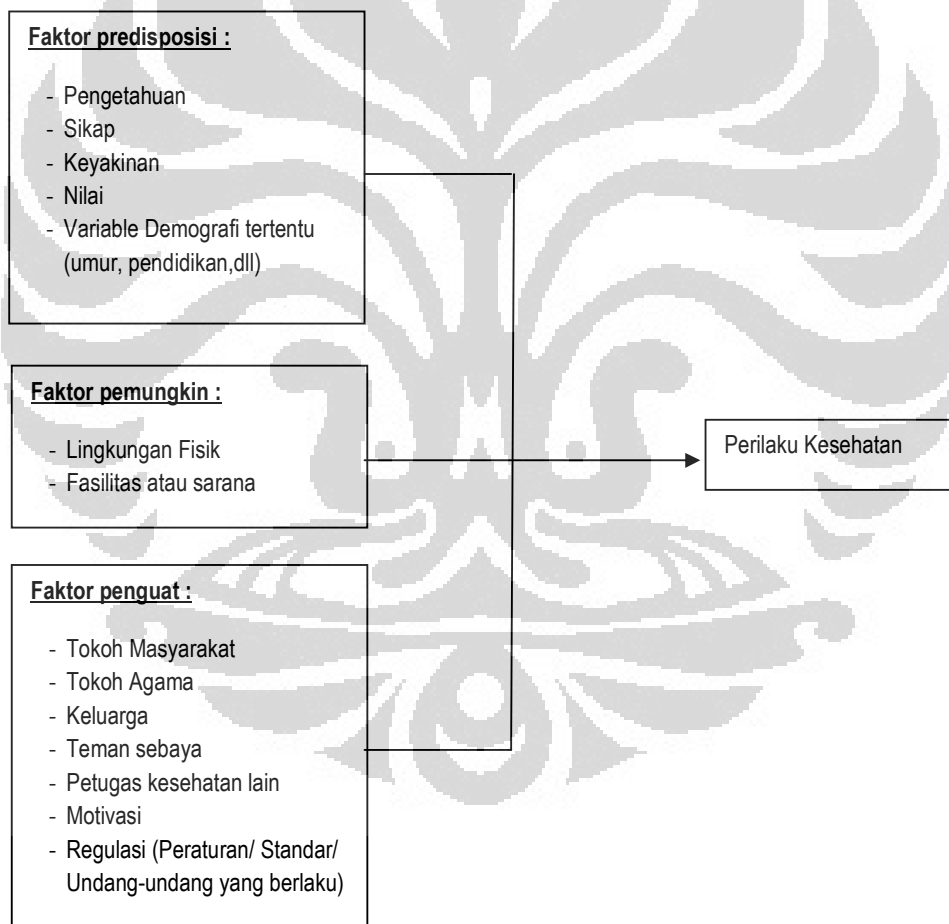 Faktor predisposisi :
- Pengetahuan
- Sikap
- Keyakinan
- Nilai
- Variable Demografi tertentu
(umur, pendidikan,dll)
Faktor pemungkin :
- Lingkungan Fisik
- Fasilitas atau sarana
Perilaku Kesehatan
Faktor penguat :
- Tokoh Masyarakat
- Tokoh Agama
- Keluarga
- Teman sebaya
- Petugas kesehatan lain
- Motivasi
- Regulasi (Peraturan/ Standar/
Undang-undang yang berlaku)